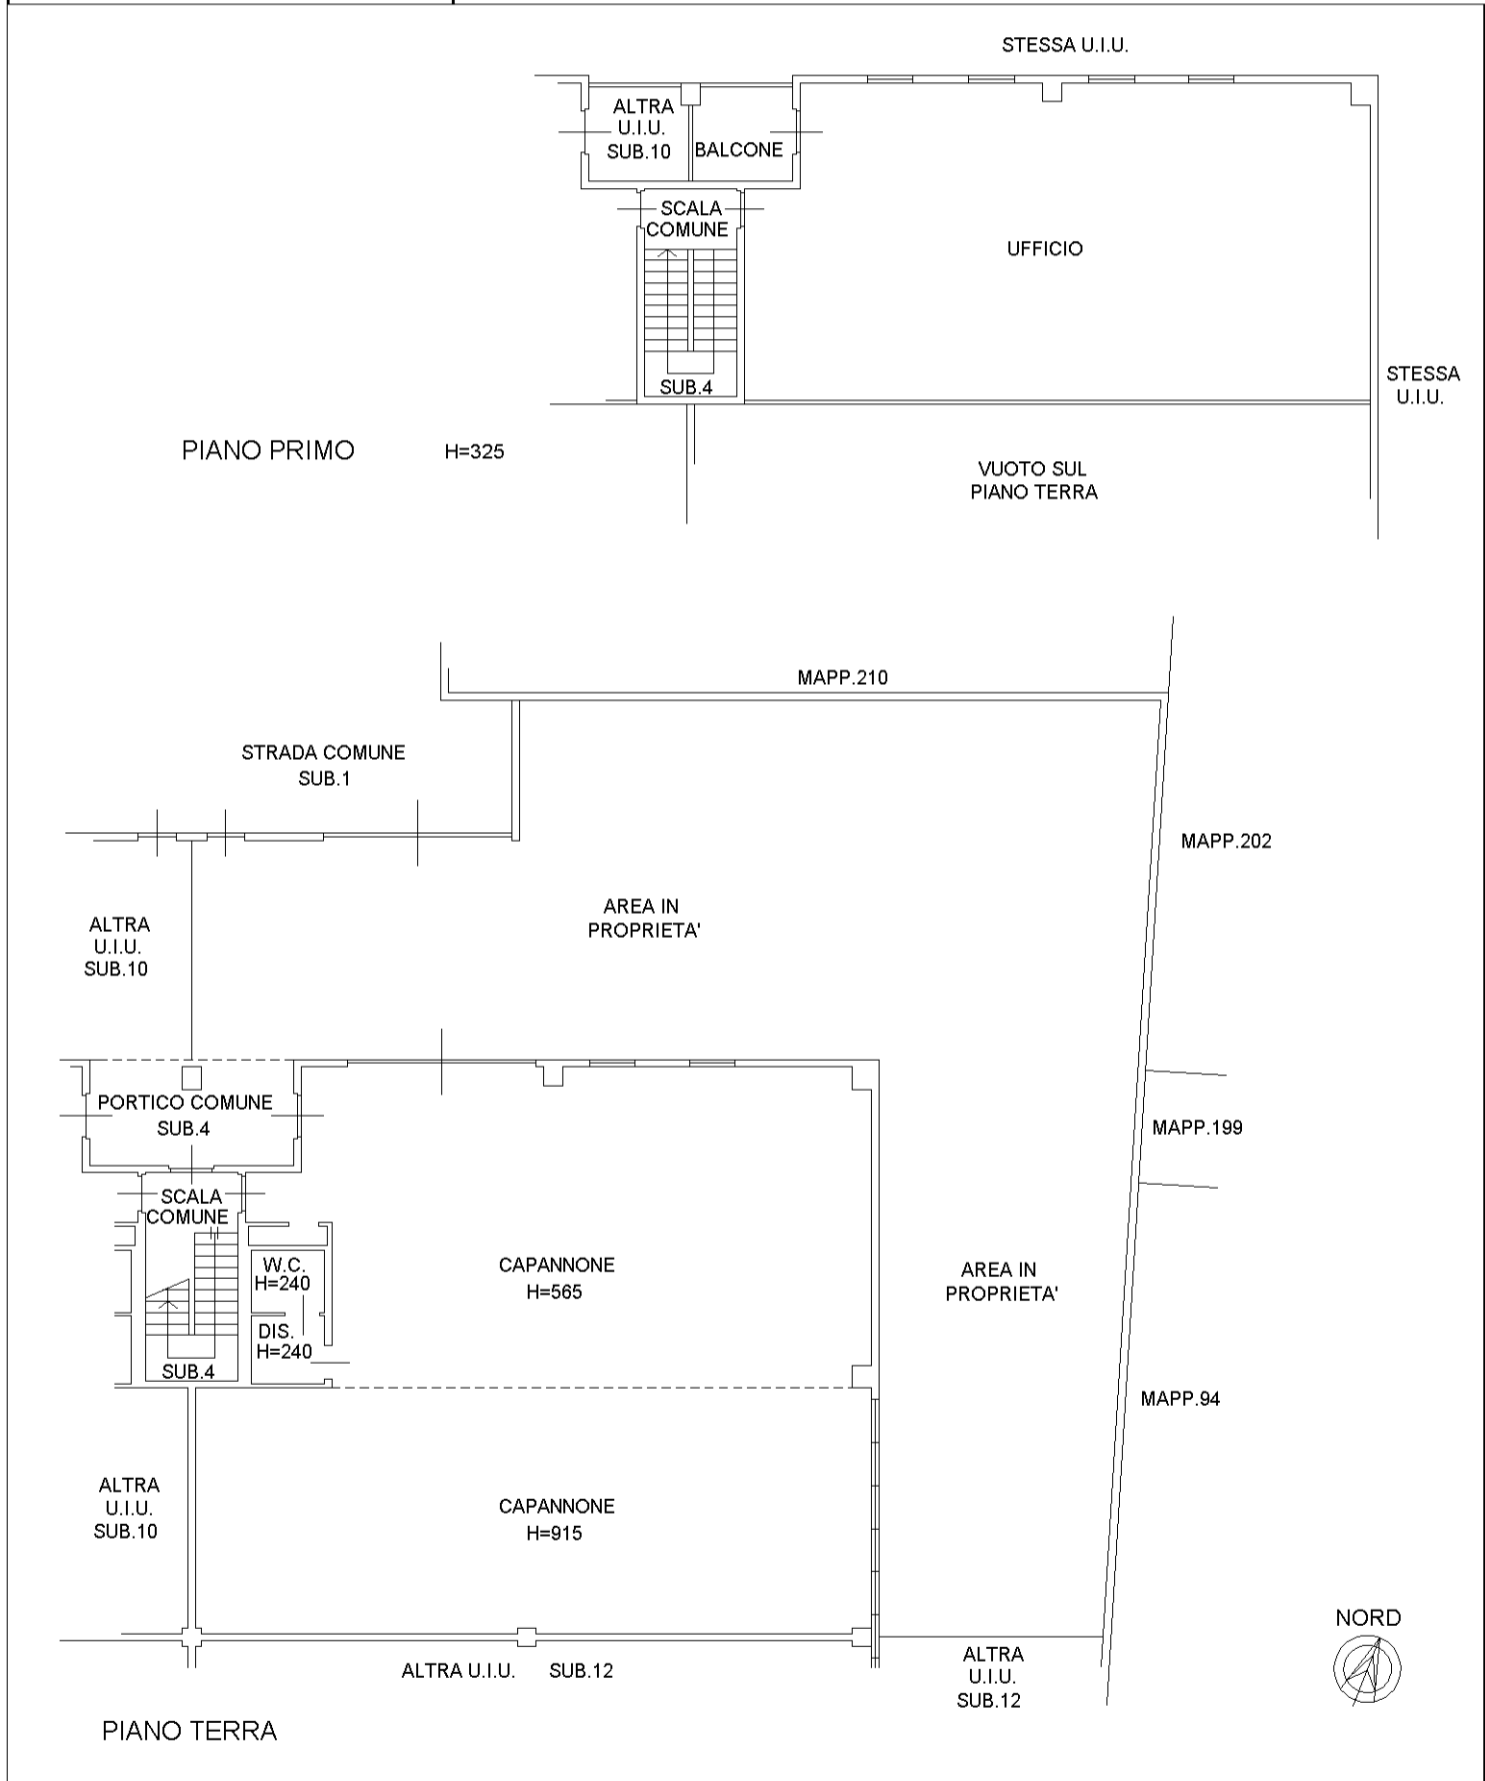 STESSA U.I.U.
ALTRA
U.I.U.
SUB.10
BALCONE
SCALA
COMUNE
UFFICIO
SUB.4
STESSA
U.I.U.
PIANO PRIMO
H=325
VUOTO SUL
PIANO TERRA
MAPP.210
STRADA COMUNE
SUB.1
MAPP.202
AREA IN
PROPRIETA'
ALTRA
U.I.U.
SUB.10
PORTICO COMUNE
SUB.4
MAPP.199
SCALA
COMUNE
W.C.
H=240
CAPANNONE
H=565
AREA IN
PROPRIETA'
DIS.
H=240
SUB.4
MAPP.94
ALTRA
U.I.U.
SUB.10
CAPANNONE
H=915
NORD
ALTRA U.I.U. SUB.12
ALTRA
U.I.U.
SUB.12
PIANO TERRA